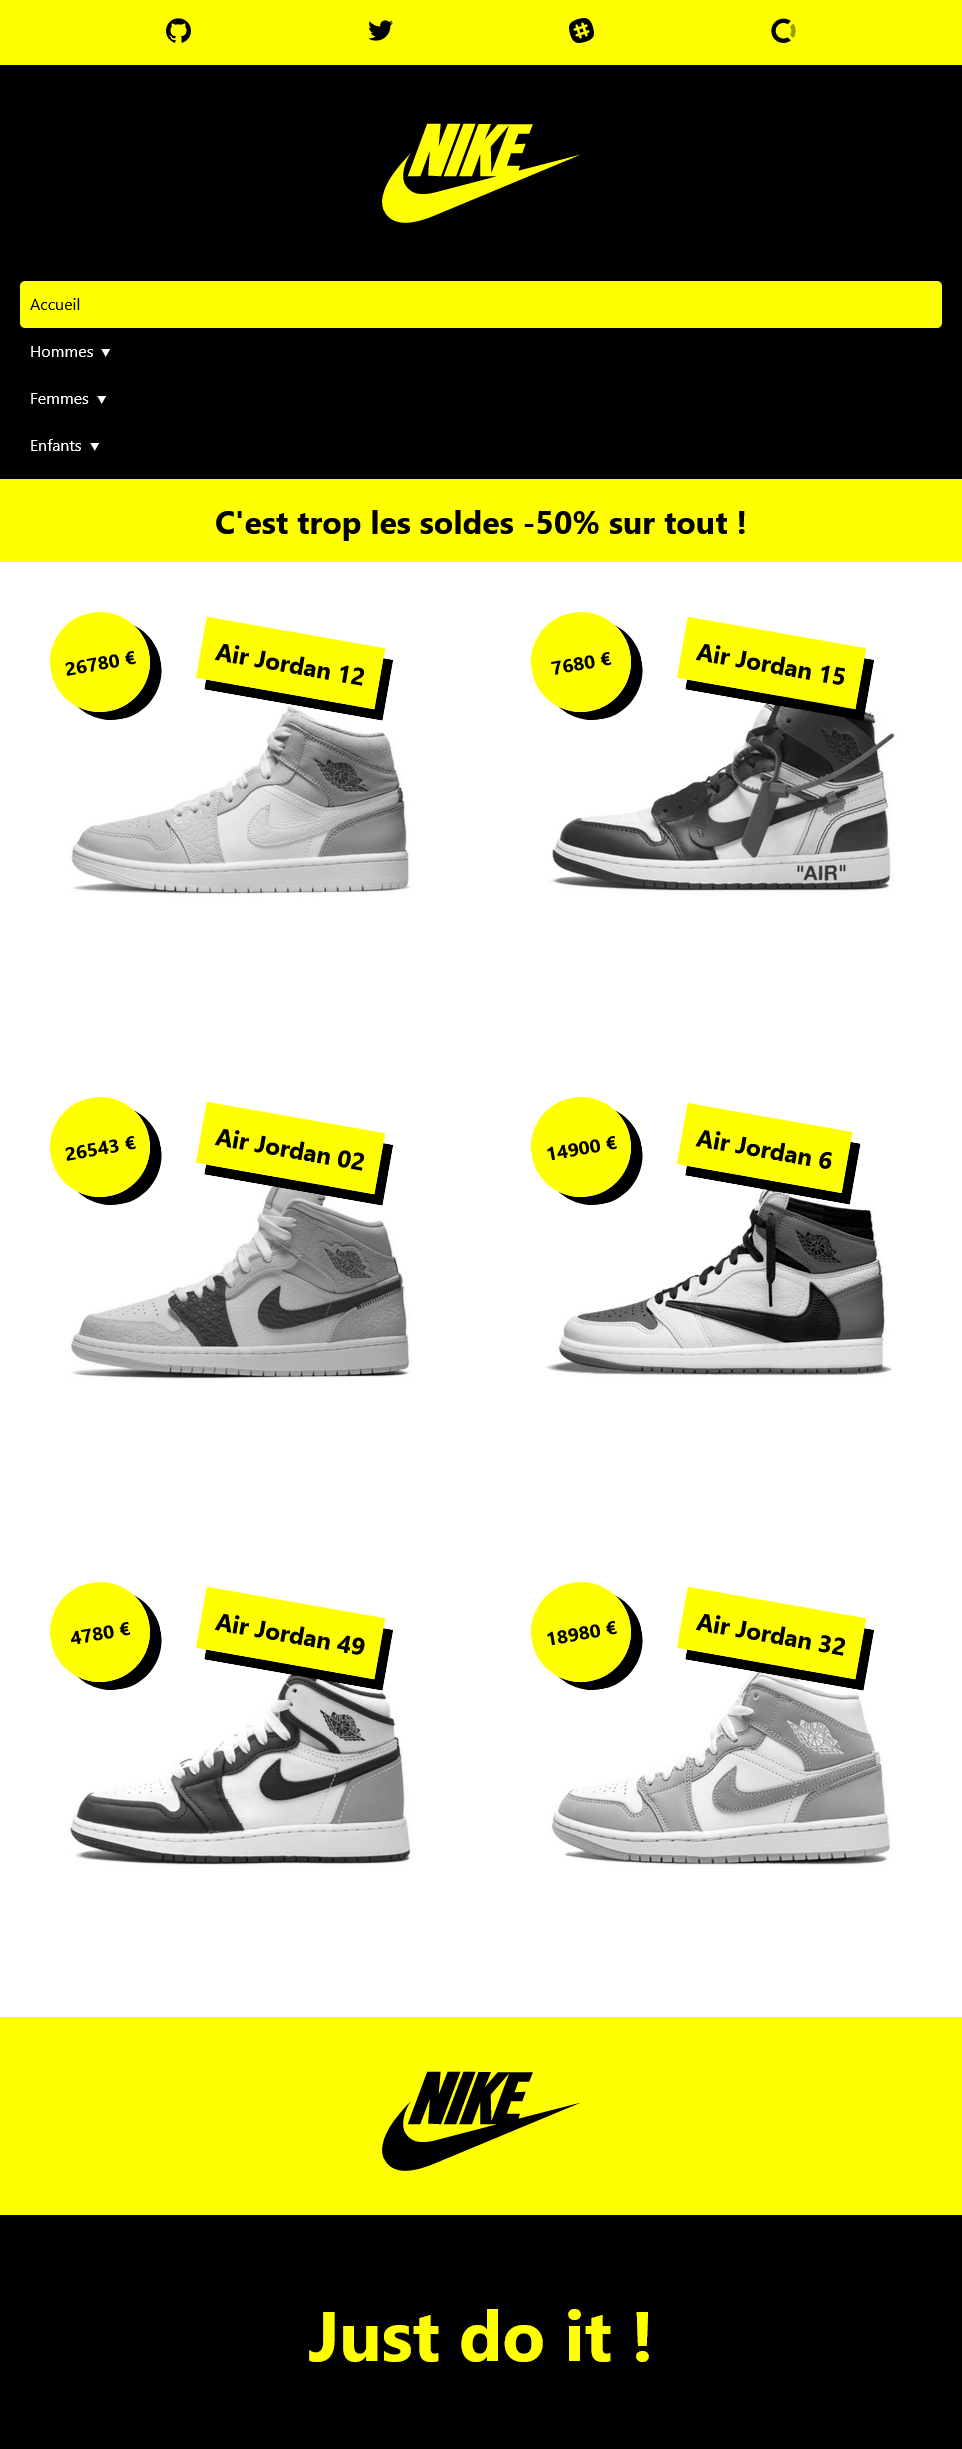 NIKE
Accueil
Hommes ▼
Femmes ▼
Enfants ▼
C'est trop les soldes -50% sur tout !
26780 €
Air Jordan 12
7680 €
Air Jordan 15
"AIR"
26543 €
Air Jordan 02
14900 €
Air Jordan 6
4780 €
Air Jordan 49
18980 €
Air Jordan 32
NIKE
Just do it !